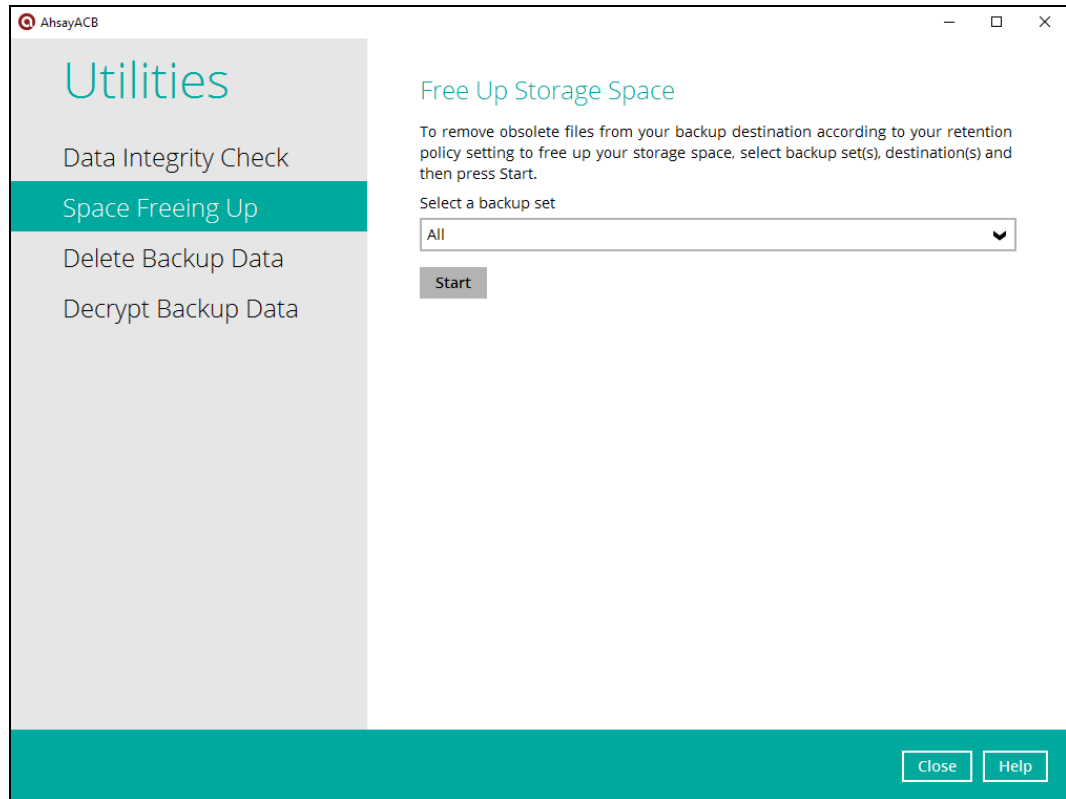 AhsayACB
Utilities
Data Integrity Check
Space Freeing Up
Delete Backup Data
Decrypt Backup Data
Free Up Storage Space
To remove obsolete files from your backup destination according to your retention
policy setting to free up your storage space, select backup set(s), destination(s) and
then press Start.
Select a backup set
All
Start
Close
Help